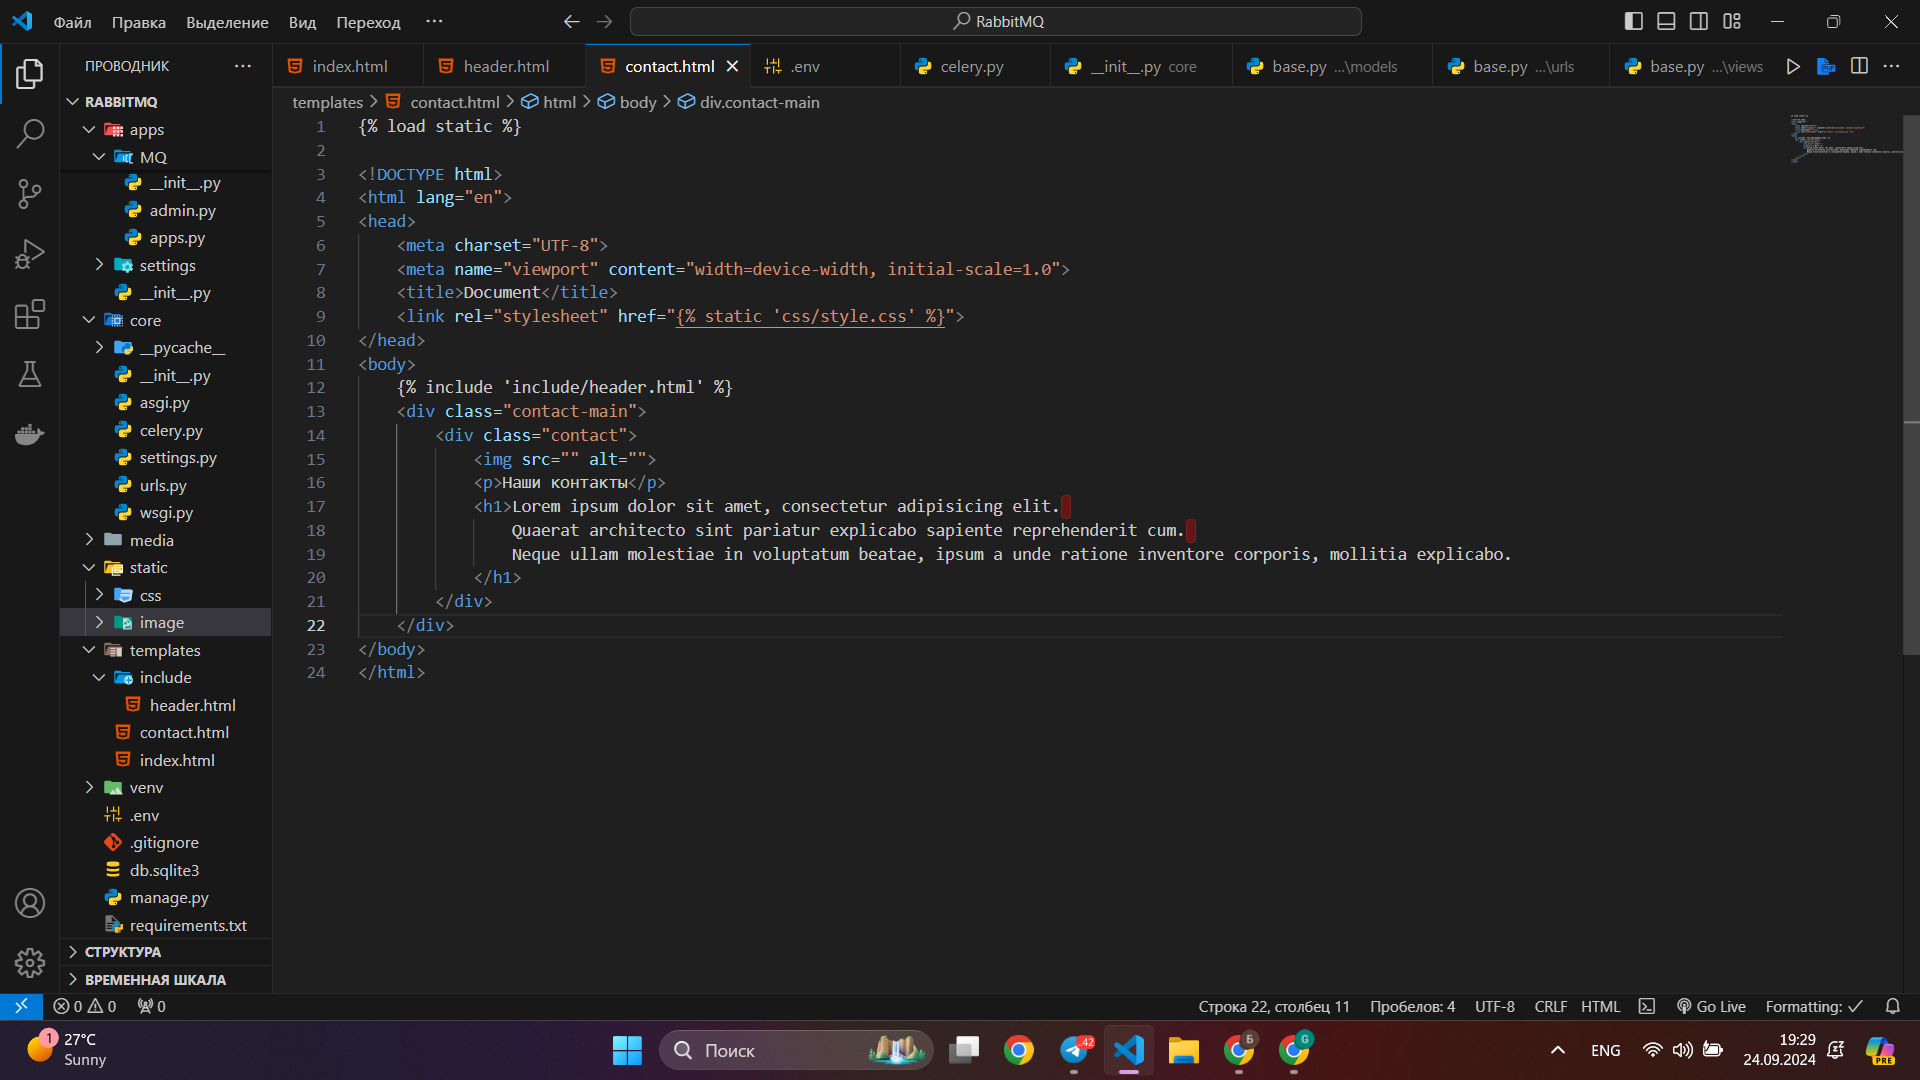 Файл Правка Выделение Вид Переход ···
RabbitMQ
ПРОВОДНИК
index.html header.html contact.html .env celery.py __init__.py core base.py ...\models base.py ...\urls base.py ...\views
templates > contact.html > html > body > div.contact-main
RABBITMQ
apps
MQ
__init__.py
admin.py
apps.py
settings
__init__.py
core
__pycache__
__init__.py
asgi.py
celery.py
settings.py
urls.py
wsgi.py
media
static
css
image
templates
include
header.html
contact.html
index.html
venv
.env
.gitignore
db.sqlite3
manage.py
requirements.txt
СТРУКТУРА
ВРЕМЕННАЯ ШКАЛА
1 {% load static %}
2
3 <!DOCTYPE html>
4 <html lang="en">
5 <head>
6 <meta charset="UTF-8">
7 <meta name="viewport" content="width=device-width, initial-scale=1.0">
8 <title>Document</title>
9 <link rel="stylesheet" href="{% static 'css/style.css' %}">
10 </head>
11 <body>
12 {% include 'include/header.html' %}
13 <div class="contact-main">
14 <div class="contact">
15 <img src="" alt="">
16 <p>Наши контакты</p>
17 <h1>Lorem ipsum dolor sit amet, consectetur adipisicing elit.
18 Quaerat architecto sint pariatur explicabo sapiente reprehenderit cum.
19 Neque ullam molestiae in voluptatum beatae, ipsum a unde ratione inventore corporis, mollitia explicabo.
20 </h1>
21 </div>
22 </div>
23 </body>
24 </html>
0 0 0
Строка 22, столбец 11 Пробелов: 4 UTF-8 CRLF HTML Go Live Formatting: ✓
1 27°C
Sunny
Поиск
42
Б
G
ENG
19:29
24.09.2024
PRE